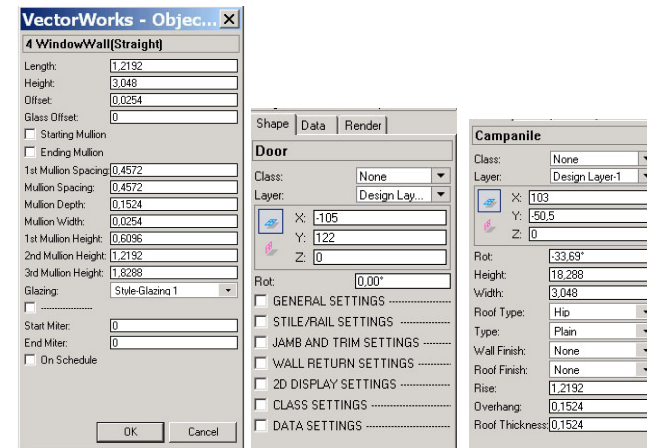 VectorWorks - Objec...
4 WindowWall(Straight)
Length: 1,2192
Height: 3,048
Offset: 0,0254
Glass Offset: 0
Starting Mullion
Ending Mullion
1st Mullion Spacing: 0,4572
Mullion Spacing: 0,4572
Mullion Depth: 0,1524
Mullion Width: 0,0254
1st Mullion Height: 0,6096
2nd Mullion Height: 1,2192
3rd Mullion Height: 1,8288
Glazing: Style-Glazing 1
--------------------
Start Miter: 0
End Miter: 0
On Schedule
OK Cancel
Shape Data Render
Door
Class: None
Layer: Design Lay...
X: -105
Y: 122
Z: 0
Rot: 0,00°
GENERAL SETTINGS ---------------
STILE/RAIL SETTINGS ------------
JAMB AND TRIM SETTINGS --------
WALL RETURN SETTINGS ---------
2D DISPLAY SETTINGS ------------
CLASS SETTINGS -------------------
DATA SETTINGS --------------------
Campanile
Class: None
Layer: Design Layer-1
X: 103
Y: -50,5
Z: 0
Rot: -33,69°
Height: 18,288
Width: 3,048
Roof Type: Hip
Type: Plain
Wall Finish: None
Roof Finish: None
Rise: 1,2192
Overhang: 0,1524
Roof Thickness: 0,1524